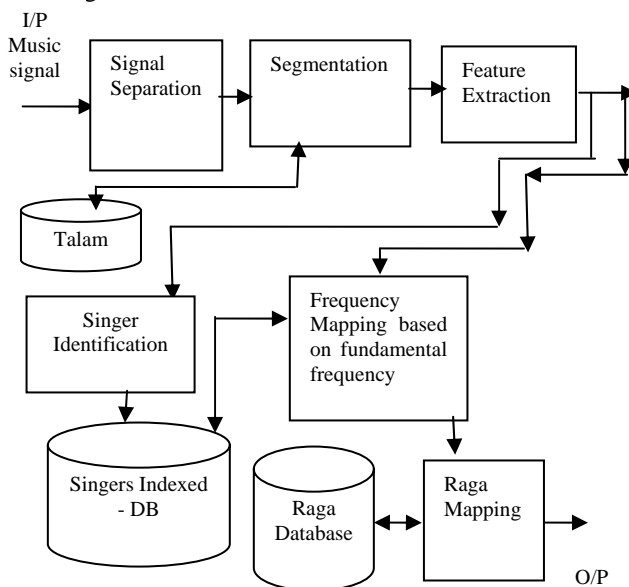 I/P
Music
signal
Signal
Separation
Segmentation
Feature
Extraction
Talam
Singer
Identification
Frequency
Mapping based
on fundamental
frequency
Singers Indexed
- DB
Raga
Database
Raga
Mapping
O/P